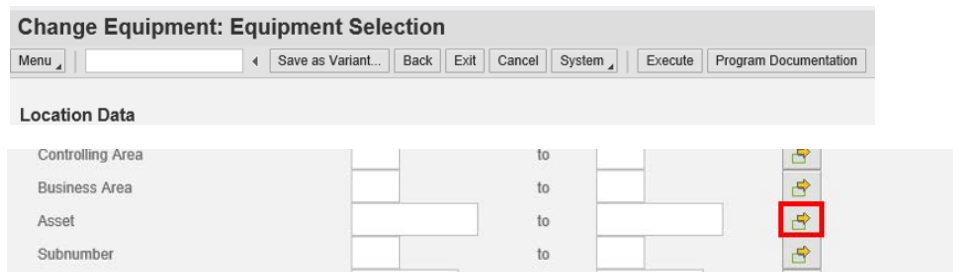 Change Equipment: Equipment Selection
Menu Save as Variant... Back Exit Cancel System Execute Program Documentation
Location Data
Controlling Area to
Business Area to
Asset to
Subnumber to